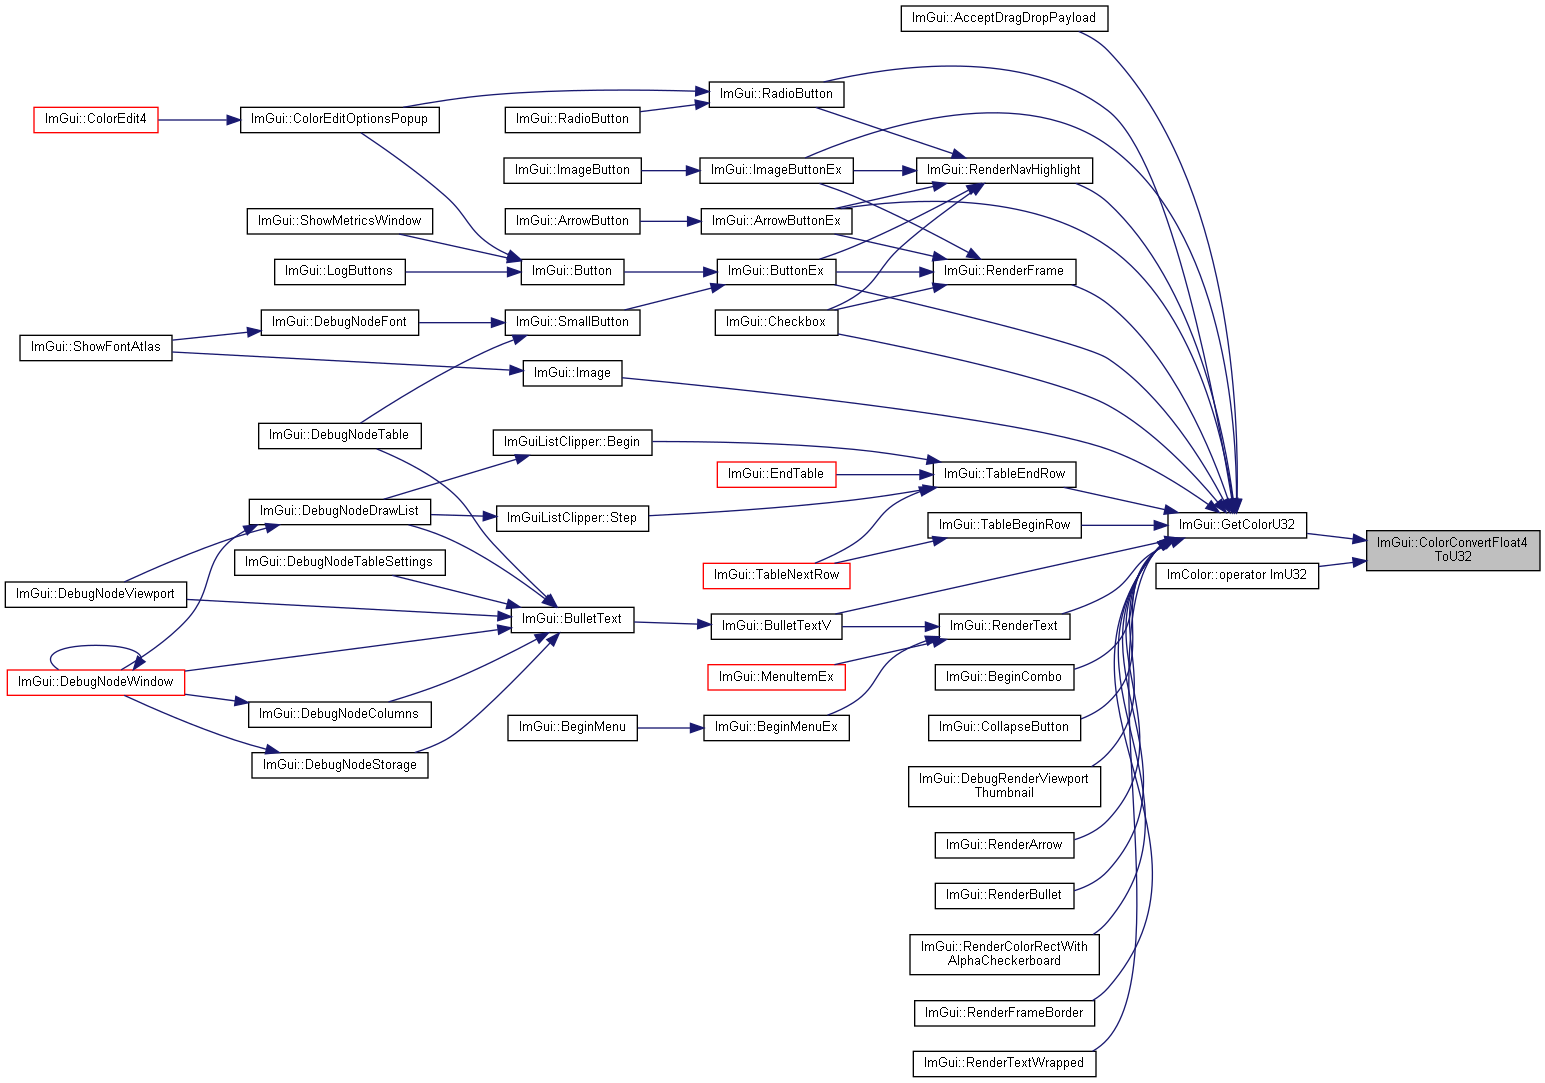 ImGui::AcceptDragDropPayload
ImGui::RadioButton
ImGui::ColorEdit4
ImGui::ColorEditOptionsPopup
ImGui::RadioButton
ImGui::ImageButton
ImGui::ImageButtonEx
ImGui::RenderNavHighlight
ImGui::ShowMetricsWindow
ImGui::ArrowButton
ImGui::ArrowButtonEx
ImGui::LogButtons
ImGui::Button
ImGui::ButtonEx
ImGui::RenderFrame
ImGui::DebugNodeFont
ImGui::SmallButton
ImGui::Checkbox
ImGui::ShowFontAtlas
ImGui::Image
ImGui::DebugNodeTable
ImGuiListClipper::Begin
ImGui::EndTable
ImGui::TableEndRow
ImGui::DebugNodeDrawList
ImGuiListClipper::Step
ImGui::TableBeginRow
ImGui::GetColorU32
ImGui::ColorConvertFloat4
ToU32
ImGui::DebugNodeTableSettings
ImGui::TableNextRow
ImColor::operator ImU32
ImGui::DebugNodeViewport
ImGui::BulletText
ImGui::BulletTextV
ImGui::RenderText
ImGui::DebugNodeWindow
ImGui::MenuItemEx
ImGui::BeginCombo
ImGui::DebugNodeColumns
ImGui::BeginMenu
ImGui::BeginMenuEx
ImGui::CollapseButton
ImGui::DebugNodeStorage
ImGui::DebugRenderViewport
Thumbnail
ImGui::RenderArrow
ImGui::RenderBullet
ImGui::RenderColorRectWith
AlphaCheckerboard
ImGui::RenderFrameBorder
ImGui::RenderTextWrapped